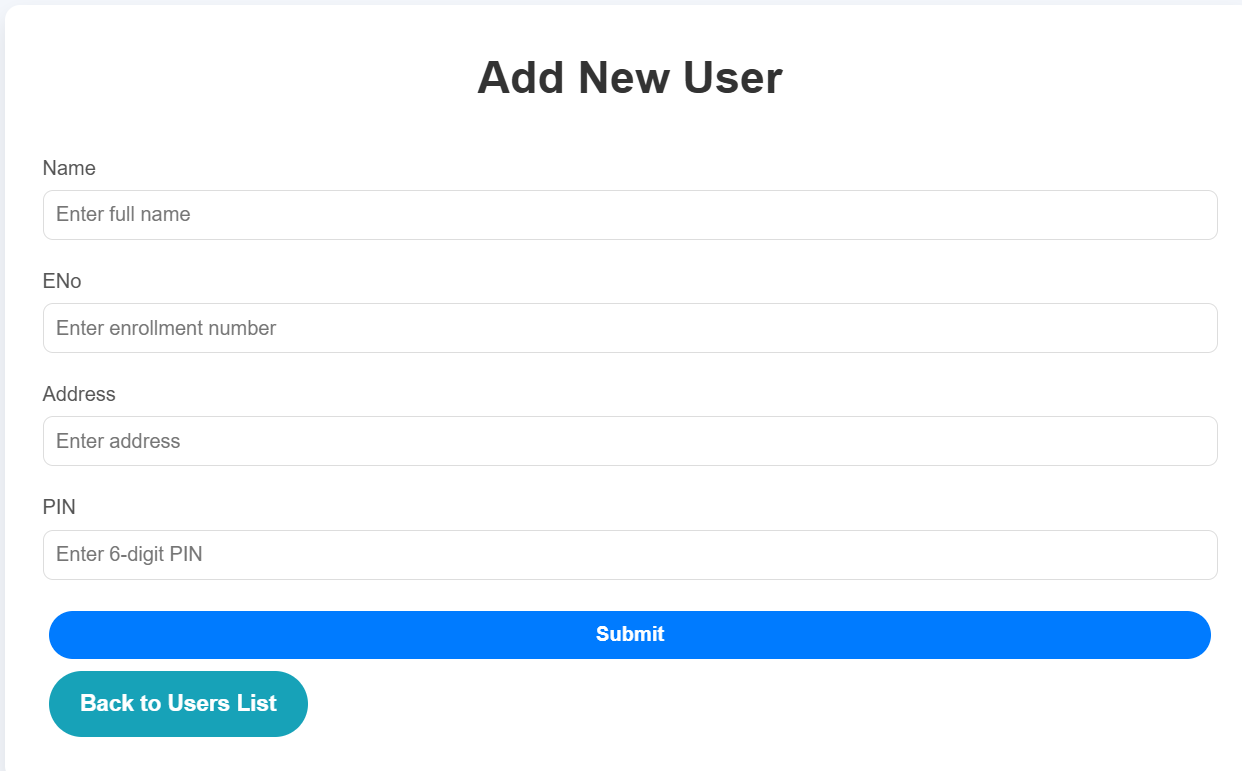 Add New User
Name
Enter full name
ENo
Enter enrollment number
Address
Enter address
PIN
Enter 6-digit PIN
Submit
Back to Users List